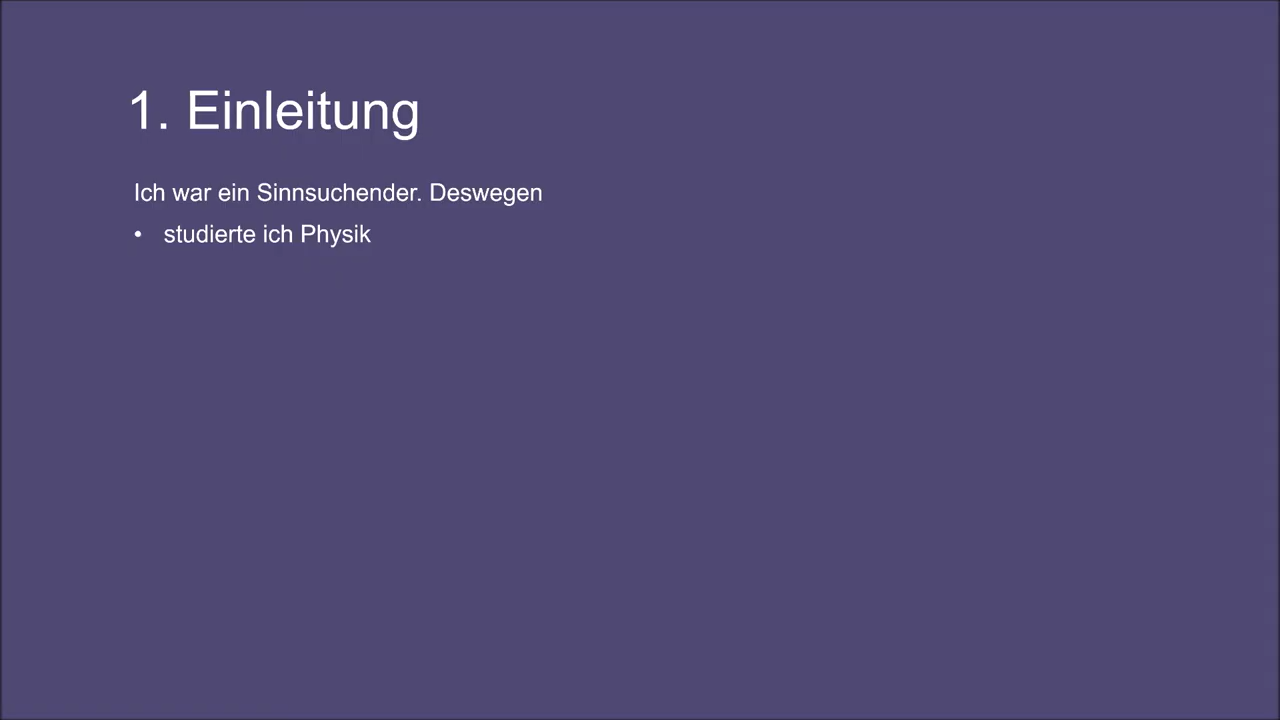 1. Einleitung
Ich war ein Sinnsuchender. Deswegen
• studierte ich Physik